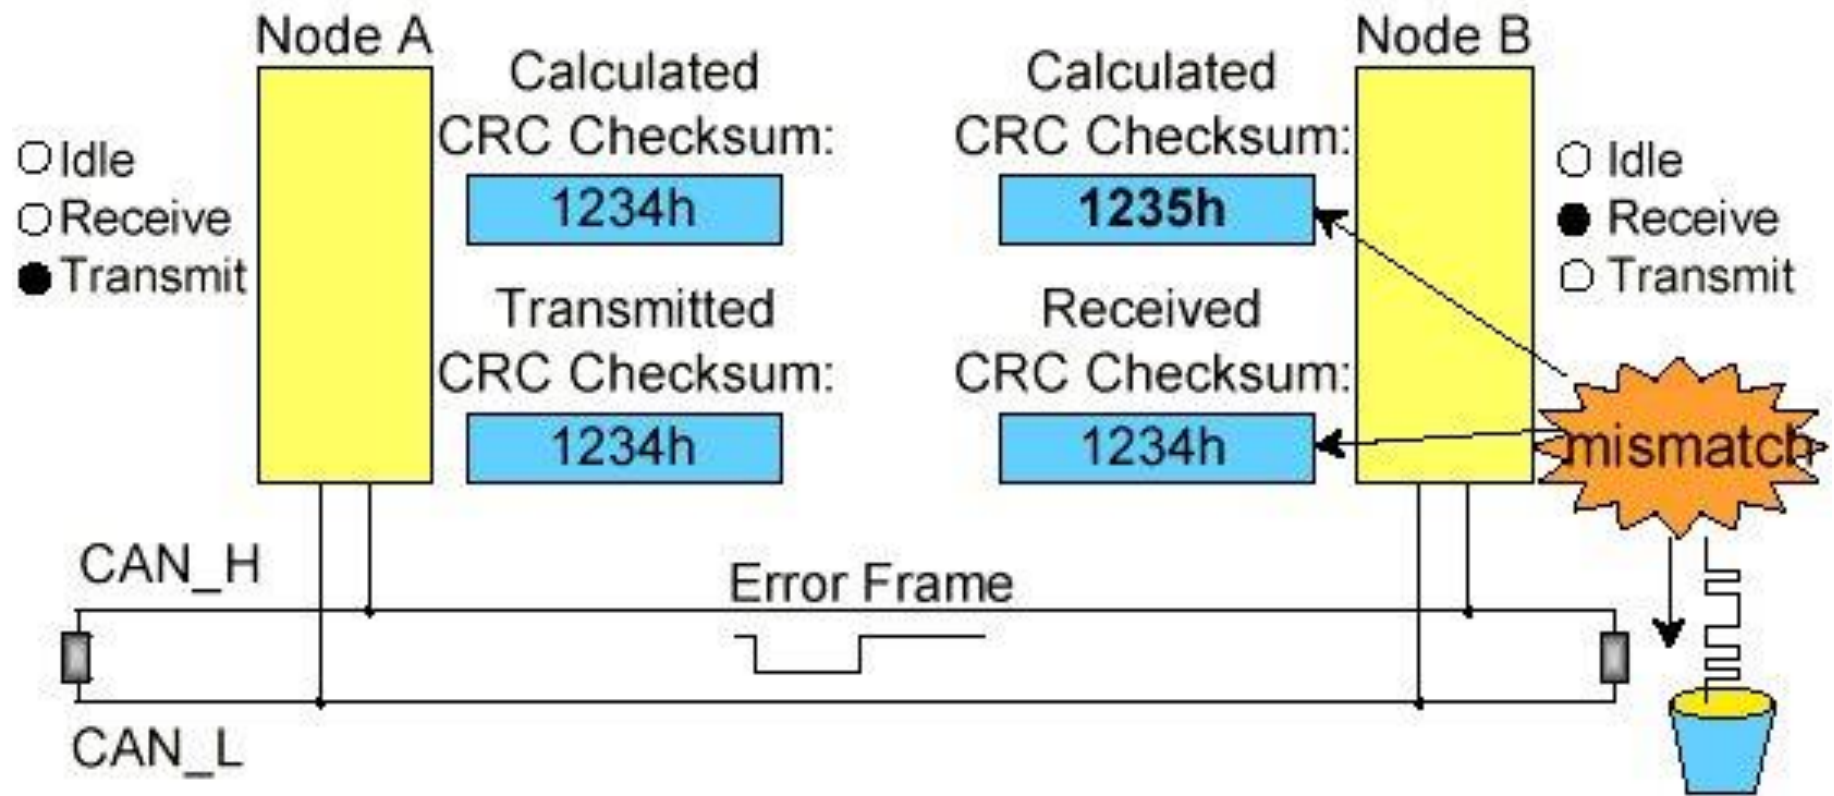 Node A
Calculated
CRC Checksum:
1234h
Idle
Receive
Transmit
Transmitted
CRC Checksum:
1234h
Node B
Calculated
CRC Checksum:
1235h
Idle
Receive
Transmit
Received
CRC Checksum:
1234h
mismatch
CAN_H
Error Frame
CAN_L